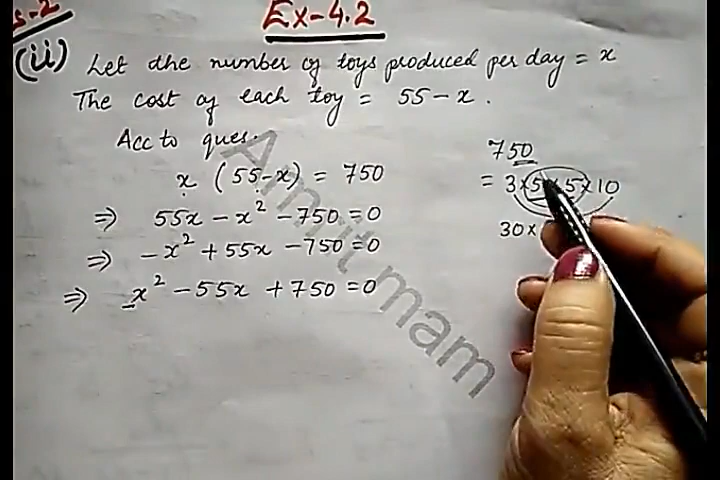 s-2
Ex-4.2
(ii) Let the number of toys produced per day = x
The cost of each toy = 55 - x.
Acc to ques.
x (55-x) = 750
⇒ 55x - x² - 750 = 0
⇒ -x² + 55x - 750 = 0
⇒ x² - 55x + 750 = 0
750
= 3×5×5×10
30×
Amrit mam